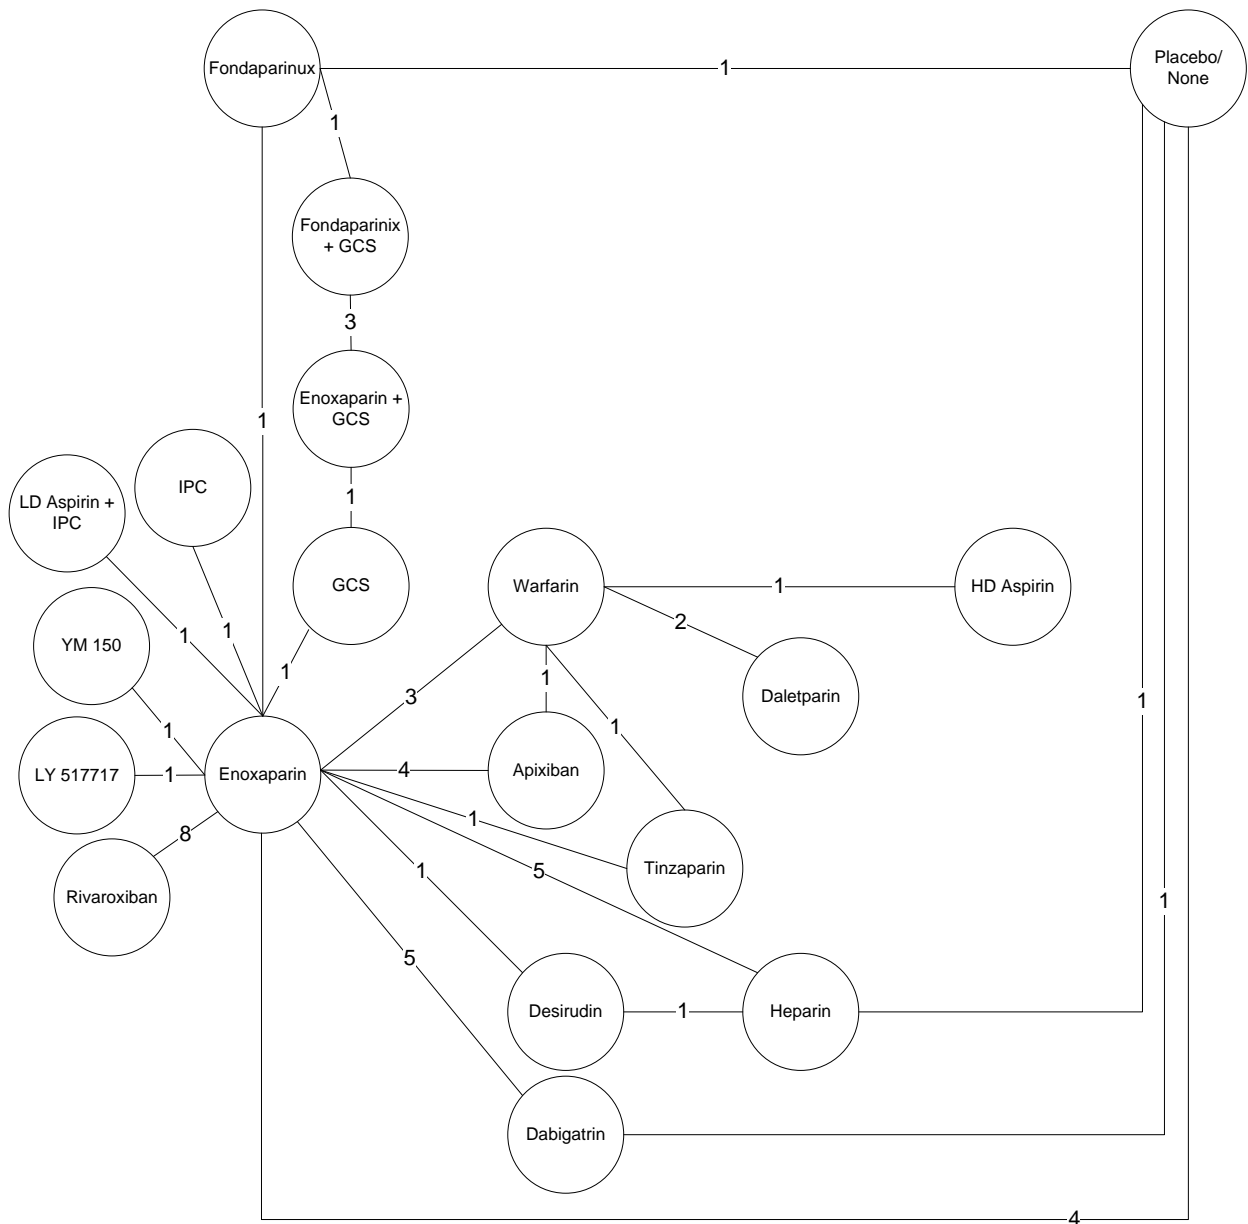 Fondaparinux
1
Placebo/
None
1
Fondaparinix
+ GCS
3
Enoxaparin +
GCS
1
1
IPC
LD Aspirin +
IPC
GCS
Warfarin
1
HD Aspirin
2
YM 150
1
1
1
3
1
Daletparin
1
1
1
LY 517717
1
Enoxaparin
4
Apixiban
8
1
5
Tinzaparin
1
Rivaroxiban
1
5
Desirudin
1
Heparin
Dabigatrin
4